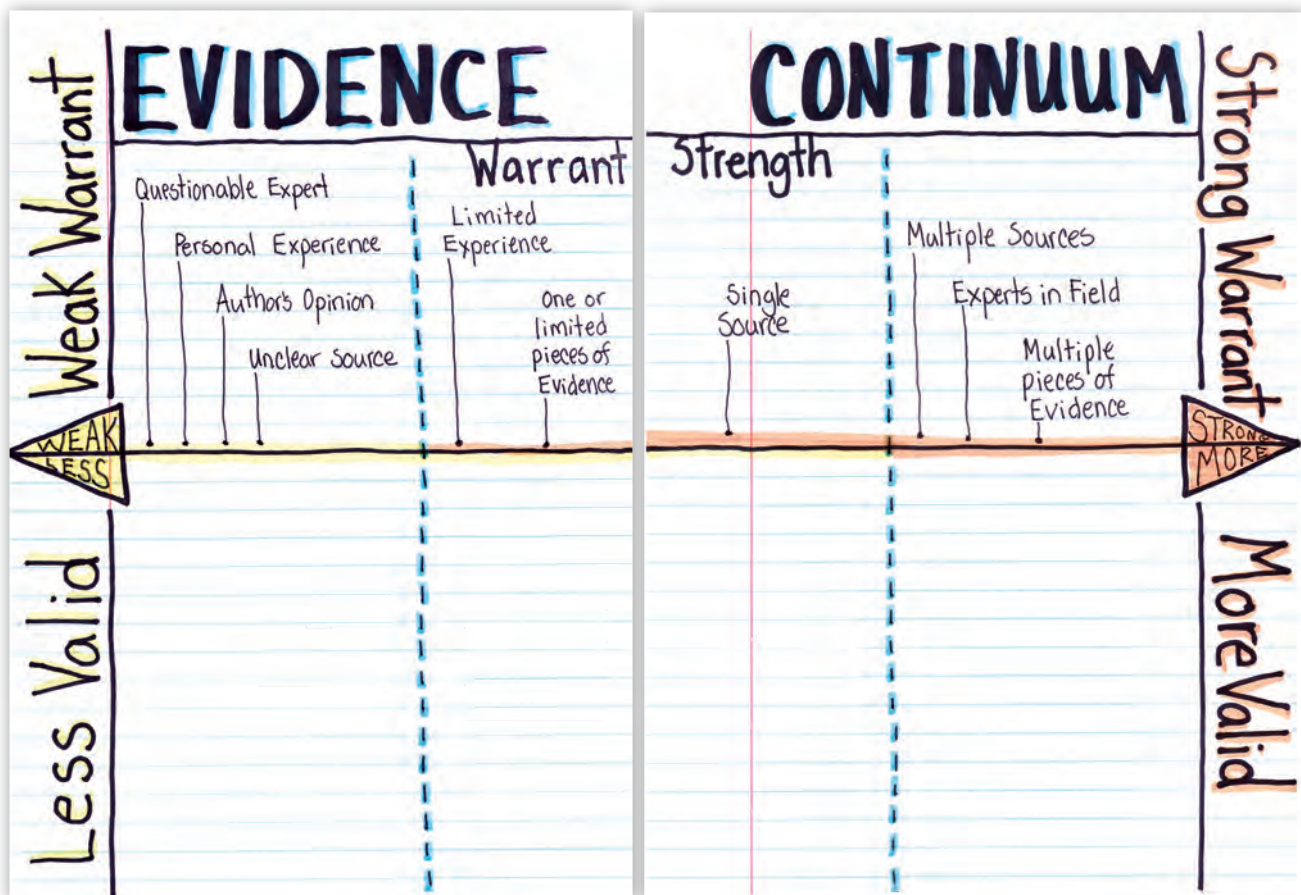 EVIDENCE CONTINUUM
Warrant Strength
Weak Warrant
Questionable Expert
Personal Experience
Author's Opinion
Unclear Source
Limited
Experience
One or
limited
pieces of
Evidence
Single
Source
Multiple Sources
Experts in Field
Multiple
pieces of
Evidence
Strong Warrant
WEAK
LESS
STRONG
MORE
Less Valid
More Valid